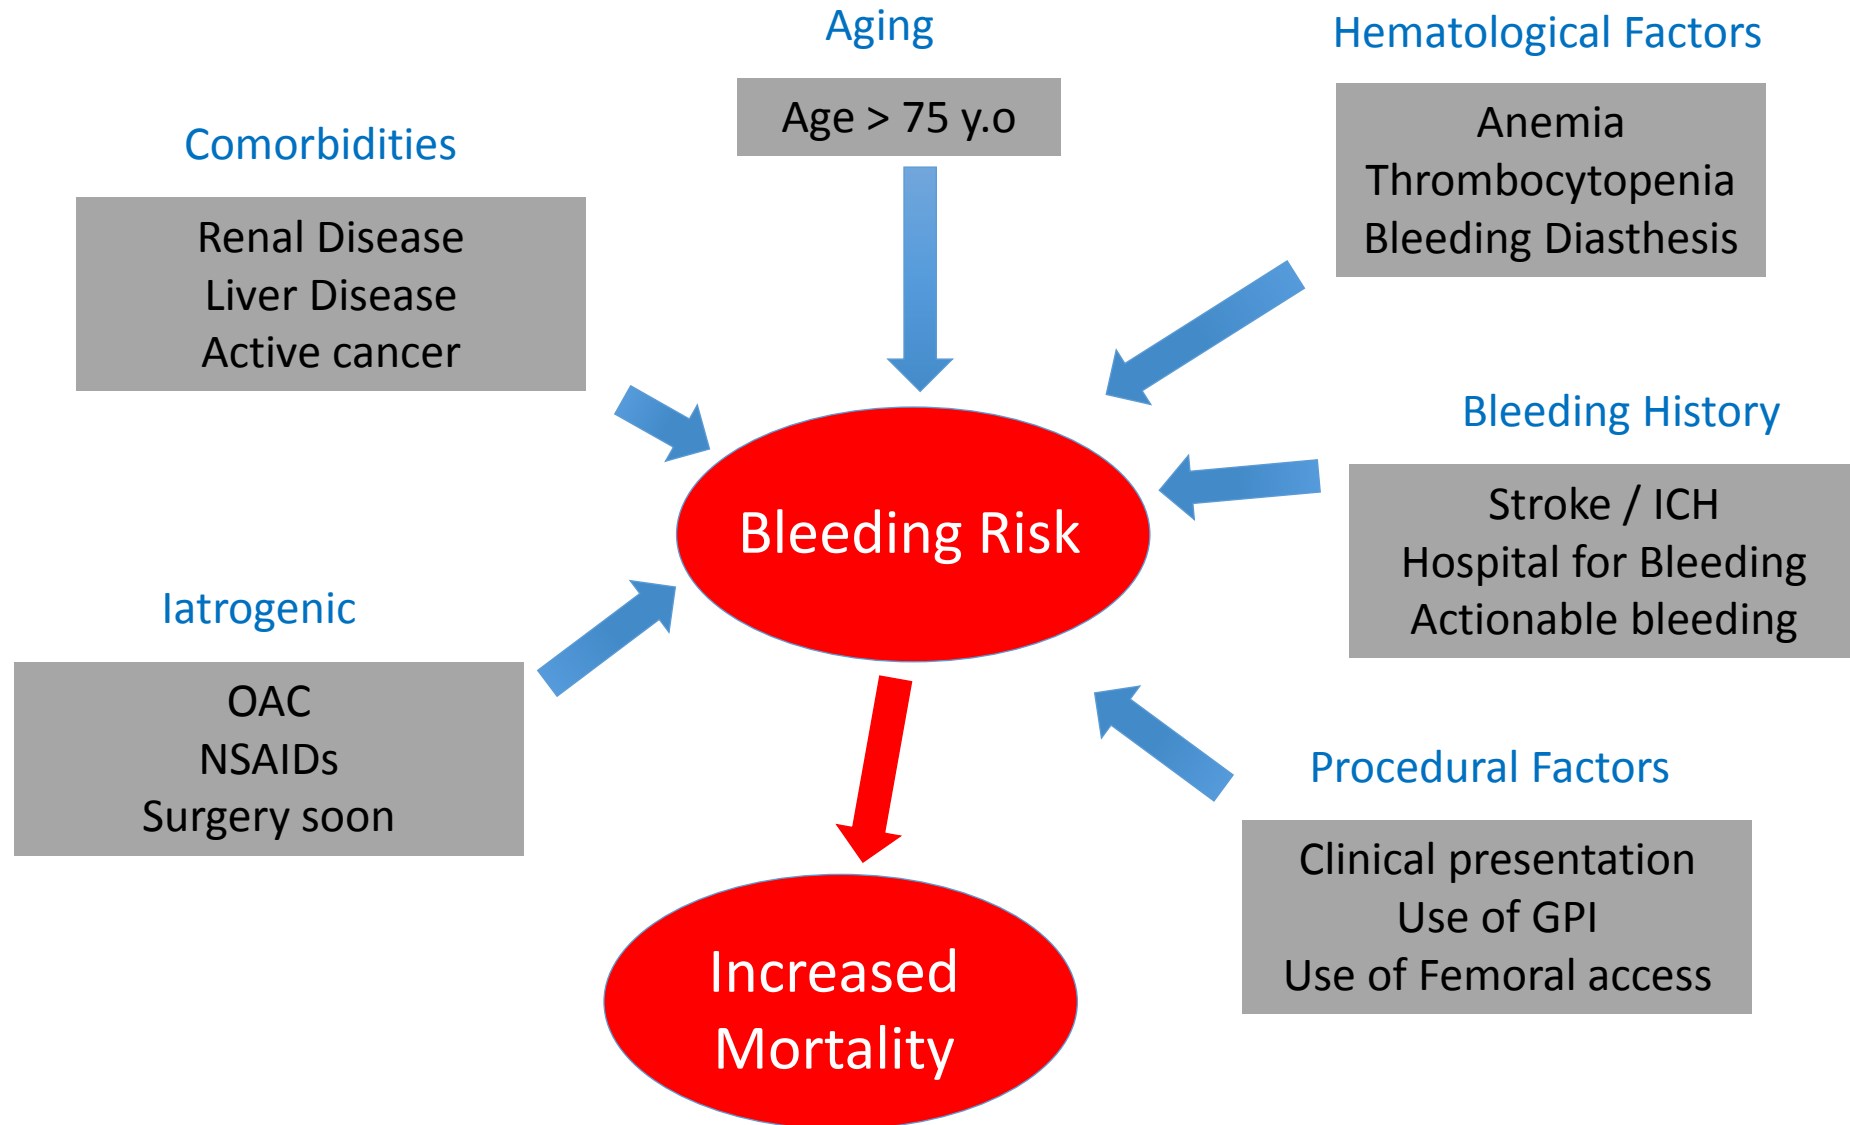 Aging
Age > 75 y.o
Hematological Factors
Anemia
Thrombocytopenia
Bleeding Diasthesis
Comorbidities
Renal Disease
Liver Disease
Active cancer
Bleeding History
Stroke / ICH
Hospital for Bleeding
Actionable bleeding
Bleeding Risk
Iatrogenic
OAC
NSAIDs
Surgery soon
Procedural Factors
Clinical presentation
Use of GPI
Use of Femoral access
Increased
Mortality